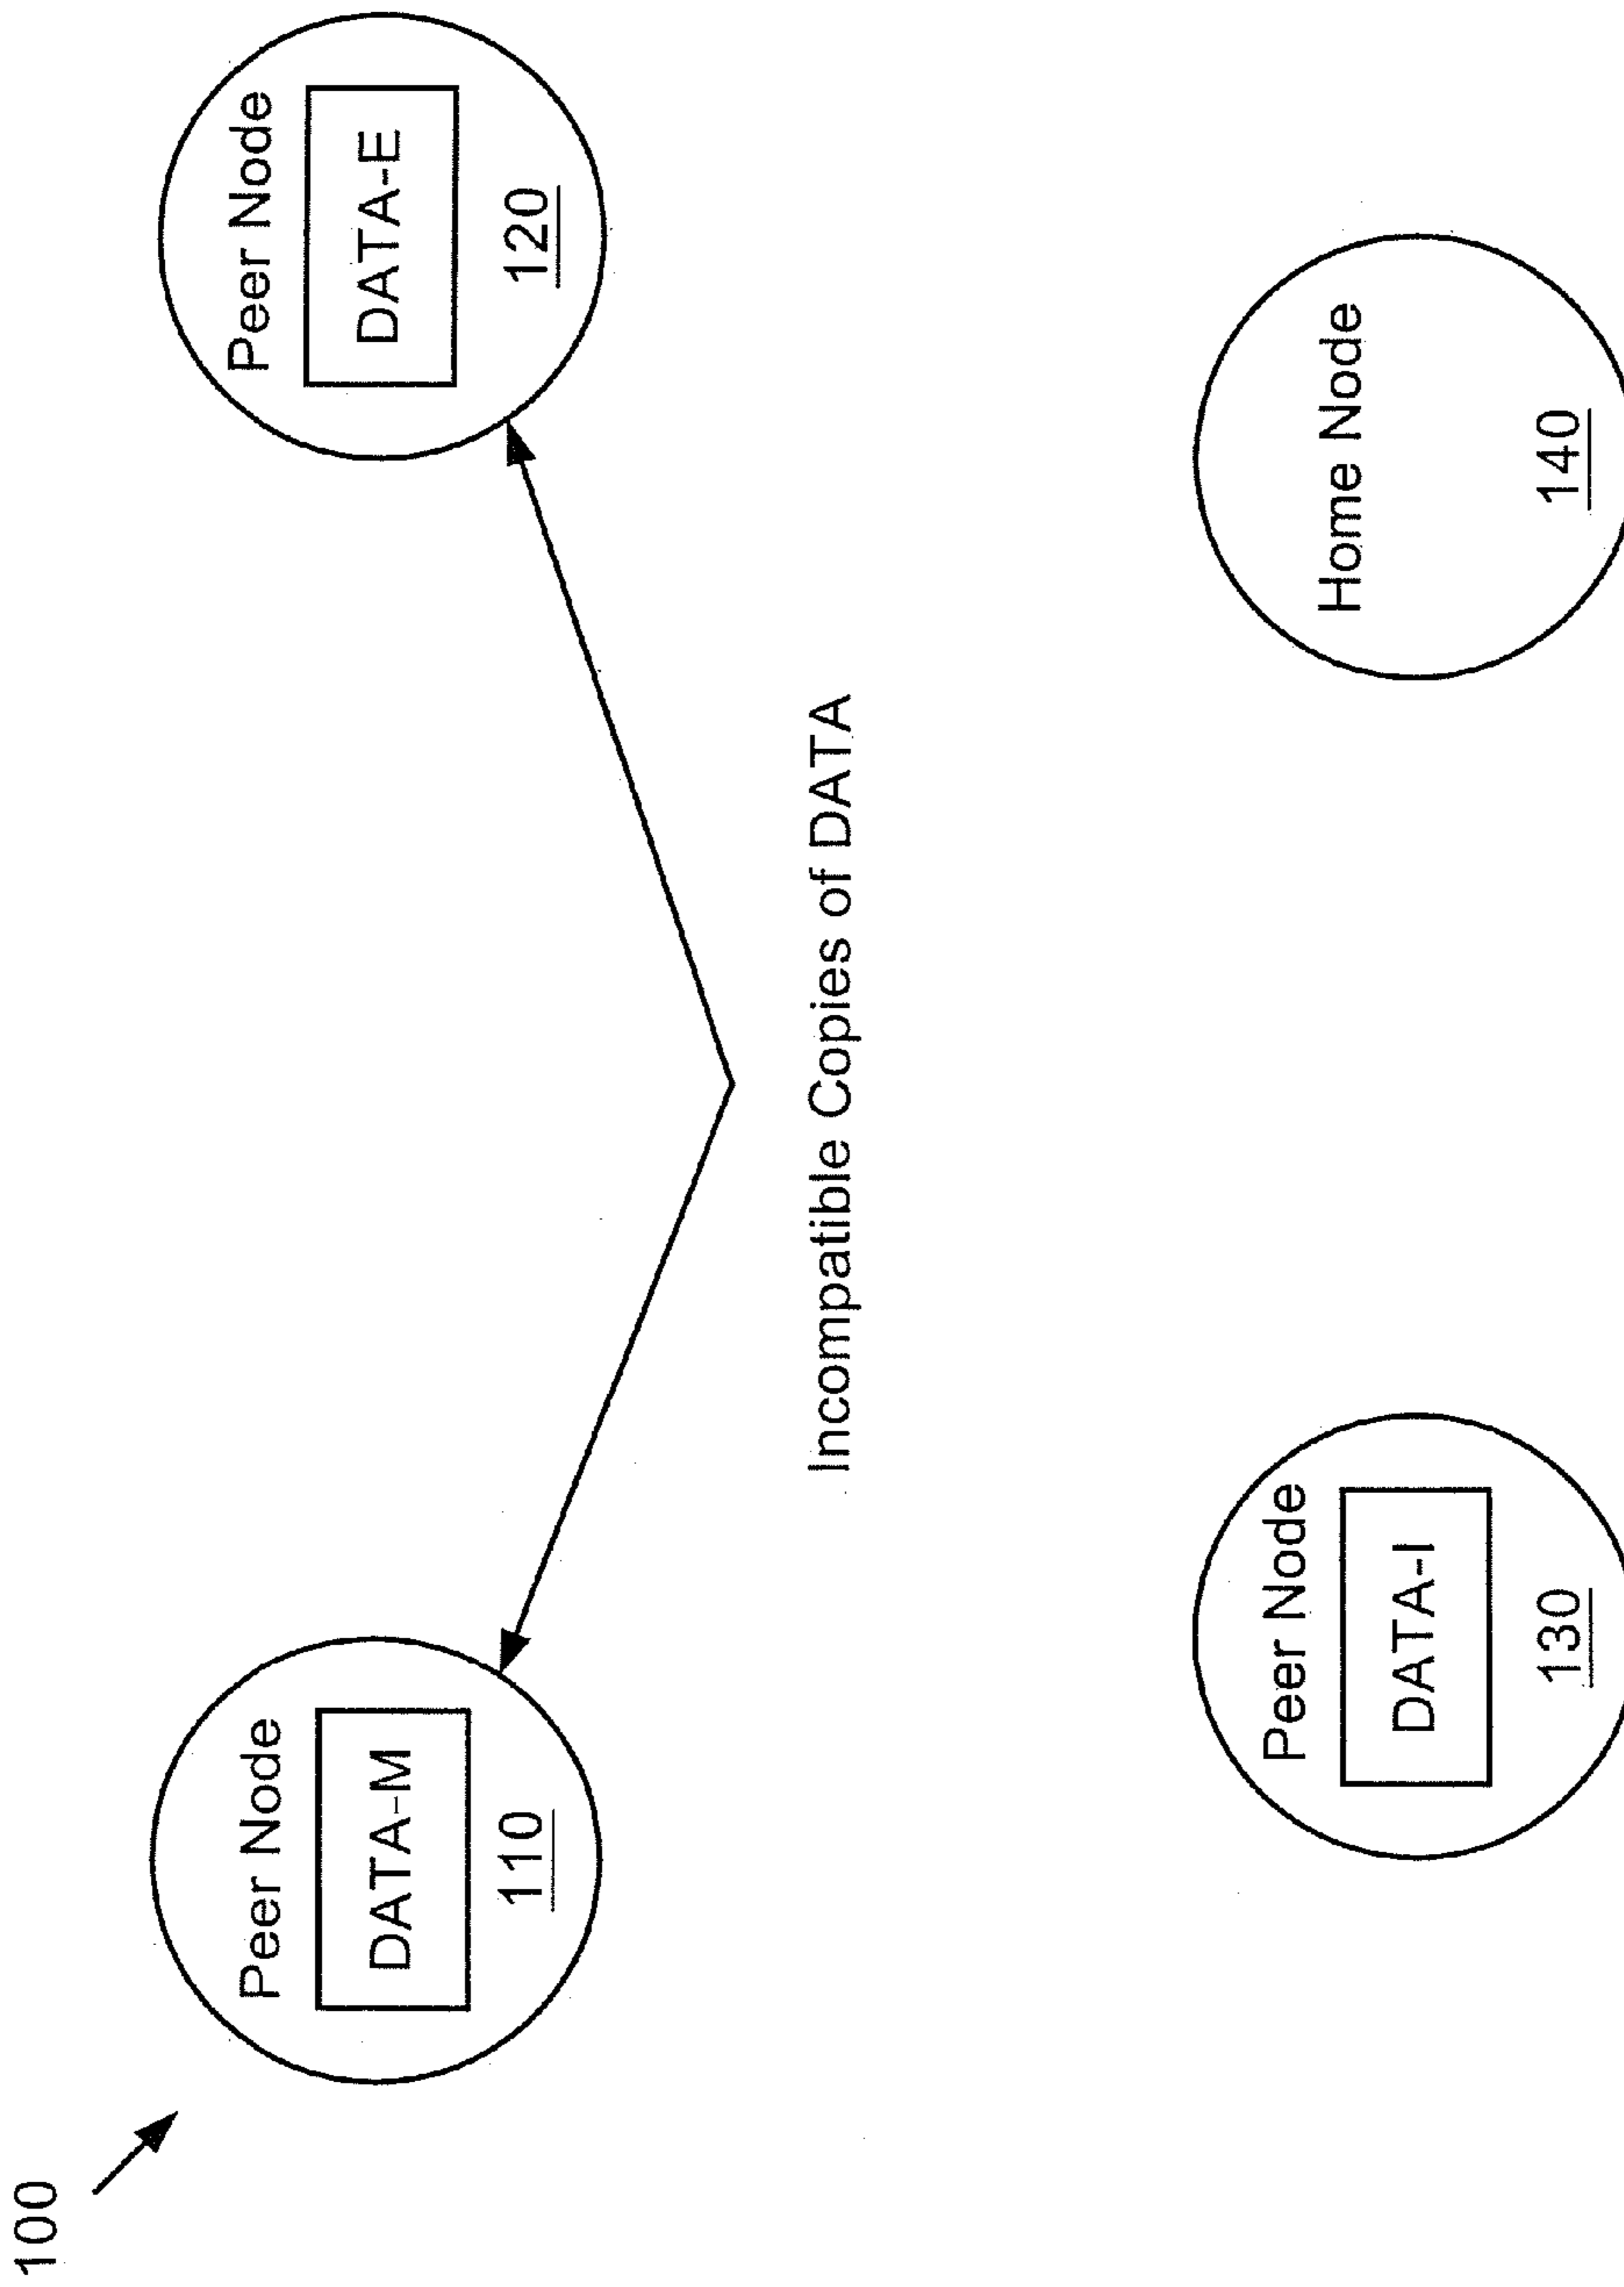 100
Peer Node
DATA-M
110
Peer Node
DATA-E
120
Incompatible Copies of DATA
Peer Node
DATA-I
130
Home Node
140